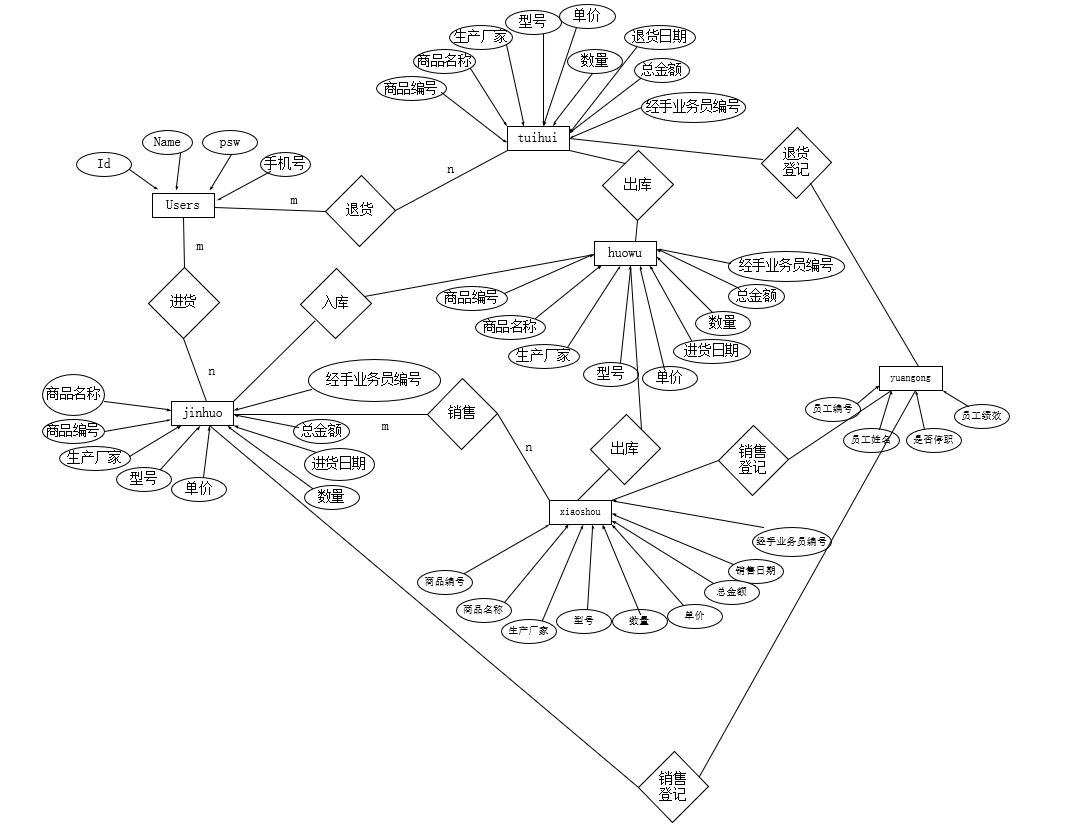 型号
单价
生产厂家
退货日期
商品名称
数量
总金额
商品编号
经手业务员编号
tuihui
Name
psw
Id
手机号
退货
登记
n
出库
Users
m
退货
m
huowu
经手业务员编号
进货
入库
商品编号
总金额
商品名称
数量
生产厂家
进货日期
n
型号
单价
yuangong
经手业务员编号
商品名称
员工编号
员工绩效
jinhuo
销售
m
商品编号
总金额
员工姓名
是否停职
n
出库
销售
登记
生产厂家
进货日期
型号
单价
数量
xiaoshou
经手业务员编号
销售日期
商品编号
总金额
商品名称
单价
型号
数量
生产厂家
销售
登记